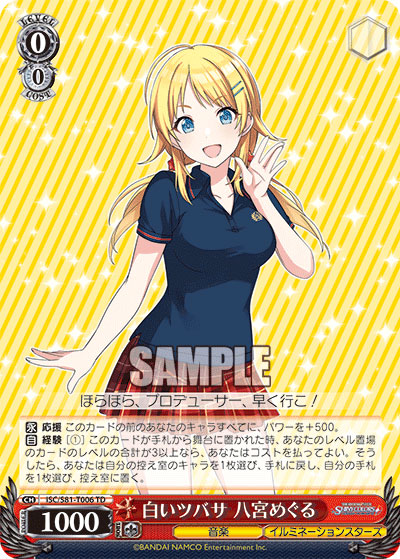 LEVEL
0
0
COST
SAMPLE
ほらほら、プロデューサー、早く行こ！
永 応援 このカードの前のあなたのキャラすべてに、パワーを＋500。
自 経験 ［①］ このカードが手札から舞台に置かれた時、あなたのレベル置場
のカードのレベルの合計が3以上なら、あなたはコストを払ってよい。そう
したら、あなたは自分の控え室のキャラを1枚選び、手札に戻し、自分の手札
を1枚選び、控え室に置く。
CH ISC/S81-T006 TD
1000
白いツバサ 八宮めぐる
SHINY COLORS
音楽
イルミネーションスターズ
©BANDAI NAMCO Entertainment Inc.